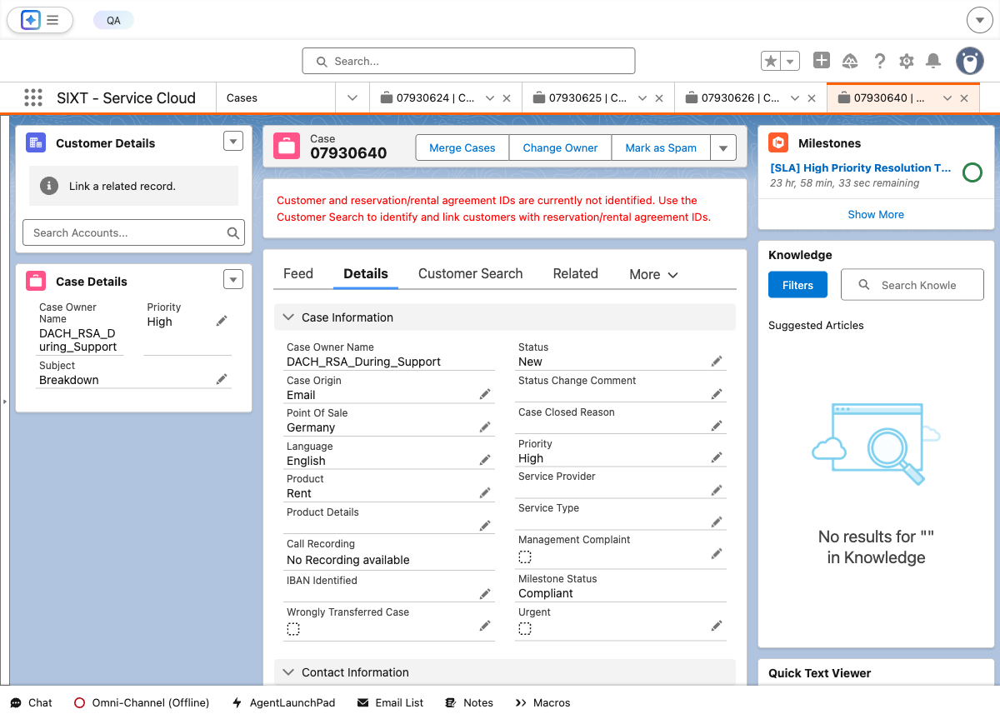 QA
Search...
SIXT - Service Cloud
Cases
07930624 | C...
07930625 | C...
07930626 | C...
07930640 | ...
Customer Details
Link a related record.
Search Accounts...
Case Details
Case Owner
Name
DACH_RSA_D
uring_Support
Priority
High
Subject
Breakdown
Case
07930640
Merge Cases
Change Owner
Mark as Spam
Customer and reservation/rental agreement IDs are currently not identified. Use the
Customer Search to identify and link customers with reservation/rental agreement IDs.
Feed
Details
Customer Search
Related
More
Case Information
Case Owner Name
DACH_RSA_During_Support
Case Origin
Email
Point Of Sale
Germany
Language
English
Product
Rent
Product Details
Call Recording
No Recording available
IBAN Identified
Wrongly Transferred Case
Status
New
Status Change Comment
Case Closed Reason
Priority
High
Service Provider
Service Type
Management Complaint
Milestone Status
Compliant
Urgent
Contact Information
Milestones
[SLA] High Priority Resolution T...
23 hr, 58 min, 33 sec remaining
Show More
Knowledge
Filters
Search Knowle
Suggested Articles
No results for ""
in Knowledge
Quick Text Viewer
Chat
Omni-Channel (Offline)
AgentLaunchPad
Email List
Notes
Macros